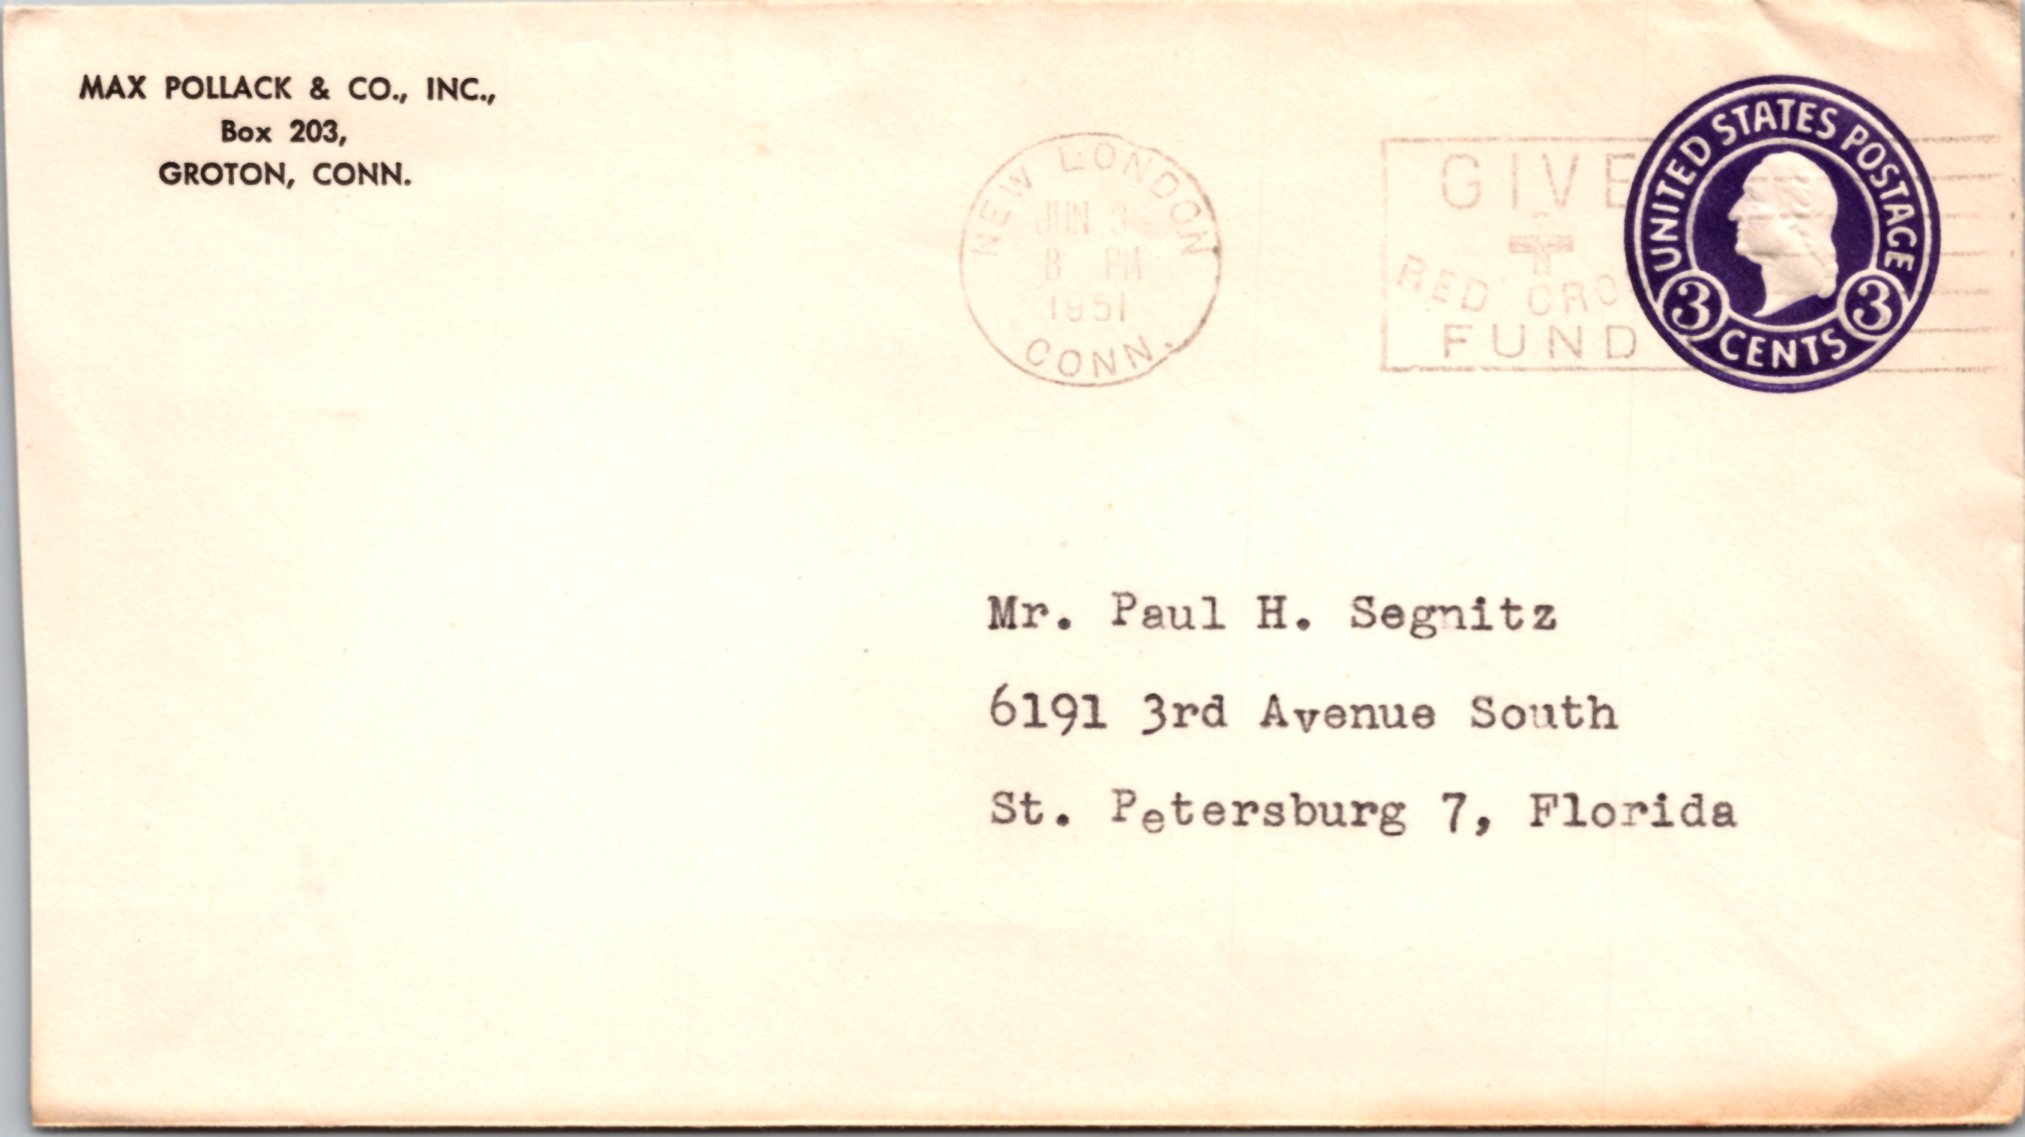 MAX POLLACK & CO., INC.,
Box 203,
GROTON, CONN.
NEW LONDON
JUN 3
8 PM
1951
CONN.
GIVE
RED CRO
FUND
UNITED STATES POSTAGE
3 3
CENTS
Mr. Paul H. Segnitz
6191 3rd Avenue South
St. Petersburg 7, Florida